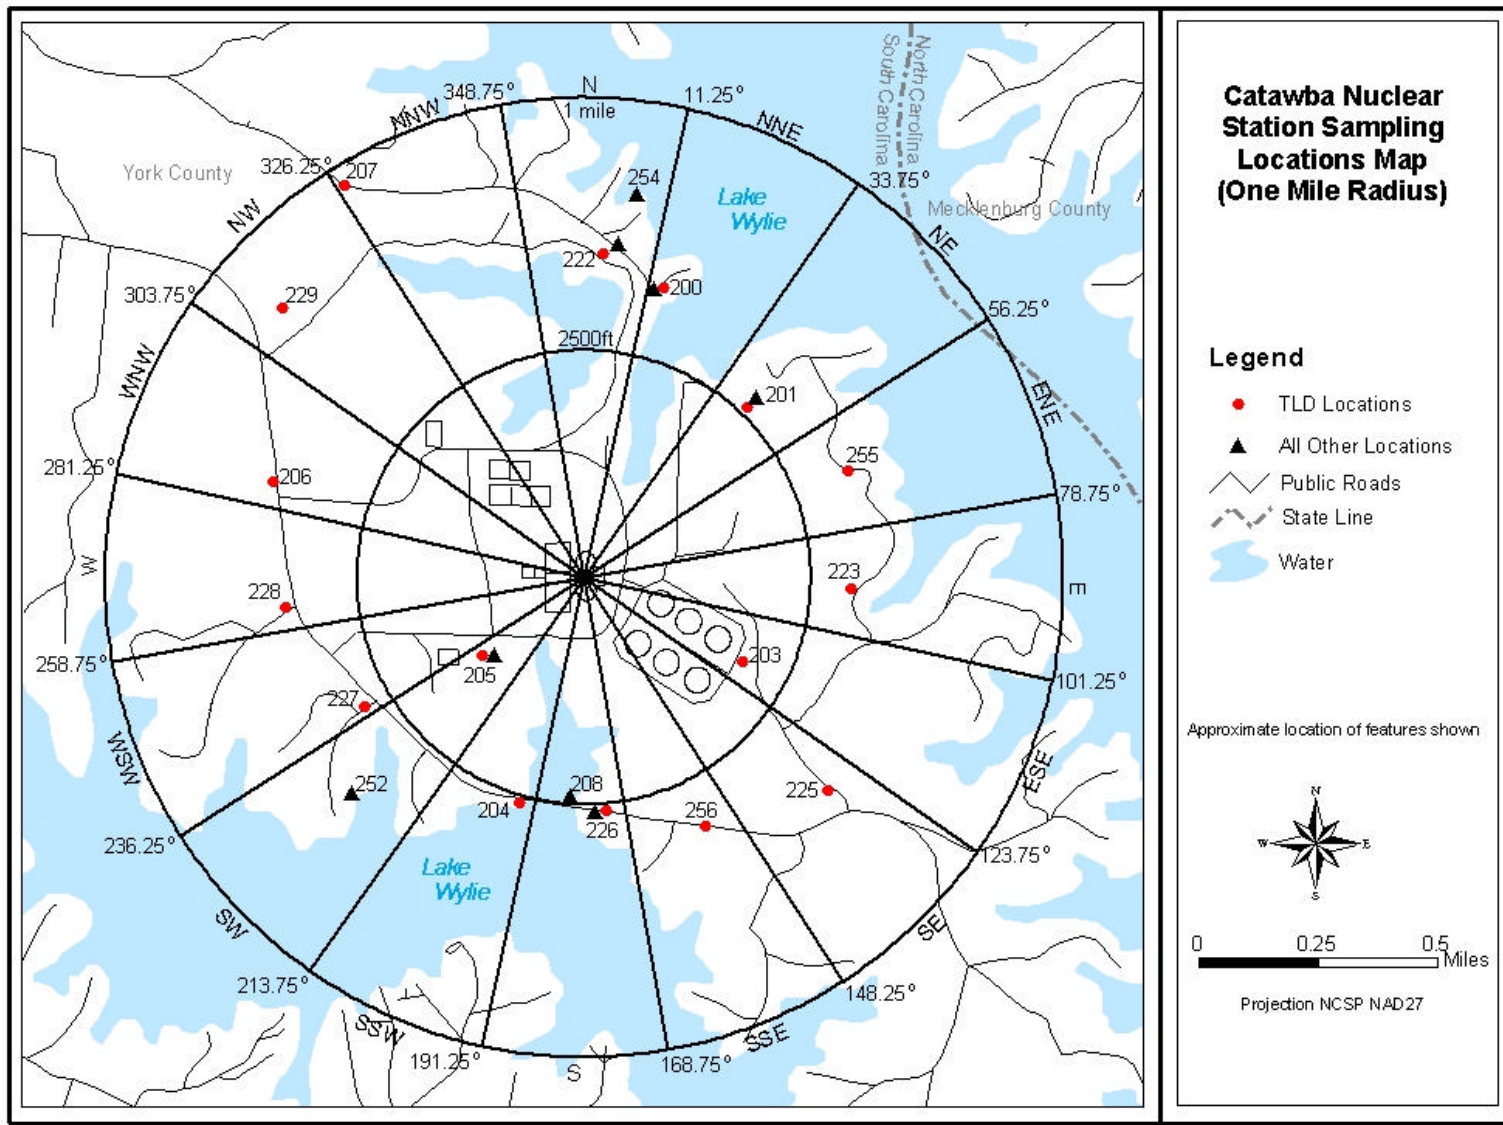 Catawba Nuclear
Station Sampling
Locations Map
(One Mile Radius)
North Carolina
South Carolina
N
1 mile
348.75°
11.25°
NNW
NNE
York County
326.25°
207
254
Lake
Wylie
33.75°
Mecklenburg County
NW
NE
222
200
303.75°
229
56.25°
2500ft
WNW
201
ENE
281.25°
206
255
78.75°
W
228
223
E
258.75°
205
203
101.25°
227
WSW
252
204
208
226
256
225
ESE
236.25°
123.75°
Lake
Wylie
SW
SE
213.75°
148.25°
SSW
SSE
191.25°
S
168.75°
Legend
TLD Locations
All Other Locations
Public Roads
State Line
Water
Approximate location of features shown
N
W
E
S
0 0.25 0.5
Miles
Projection NCSP NAD27